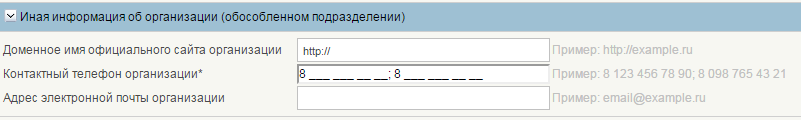 Иная информация об организации (обособленном подразделении)
Доменное имя официального сайта организации http:// Пример: http://example.ru
Контактный телефон организации* 8 ___ ___ __ __; 8 ___ ___ __ __ Пример: 8 123 456 78 90; 8 098 765 43 21
Адрес электронной почты организации Пример: email@example.ru